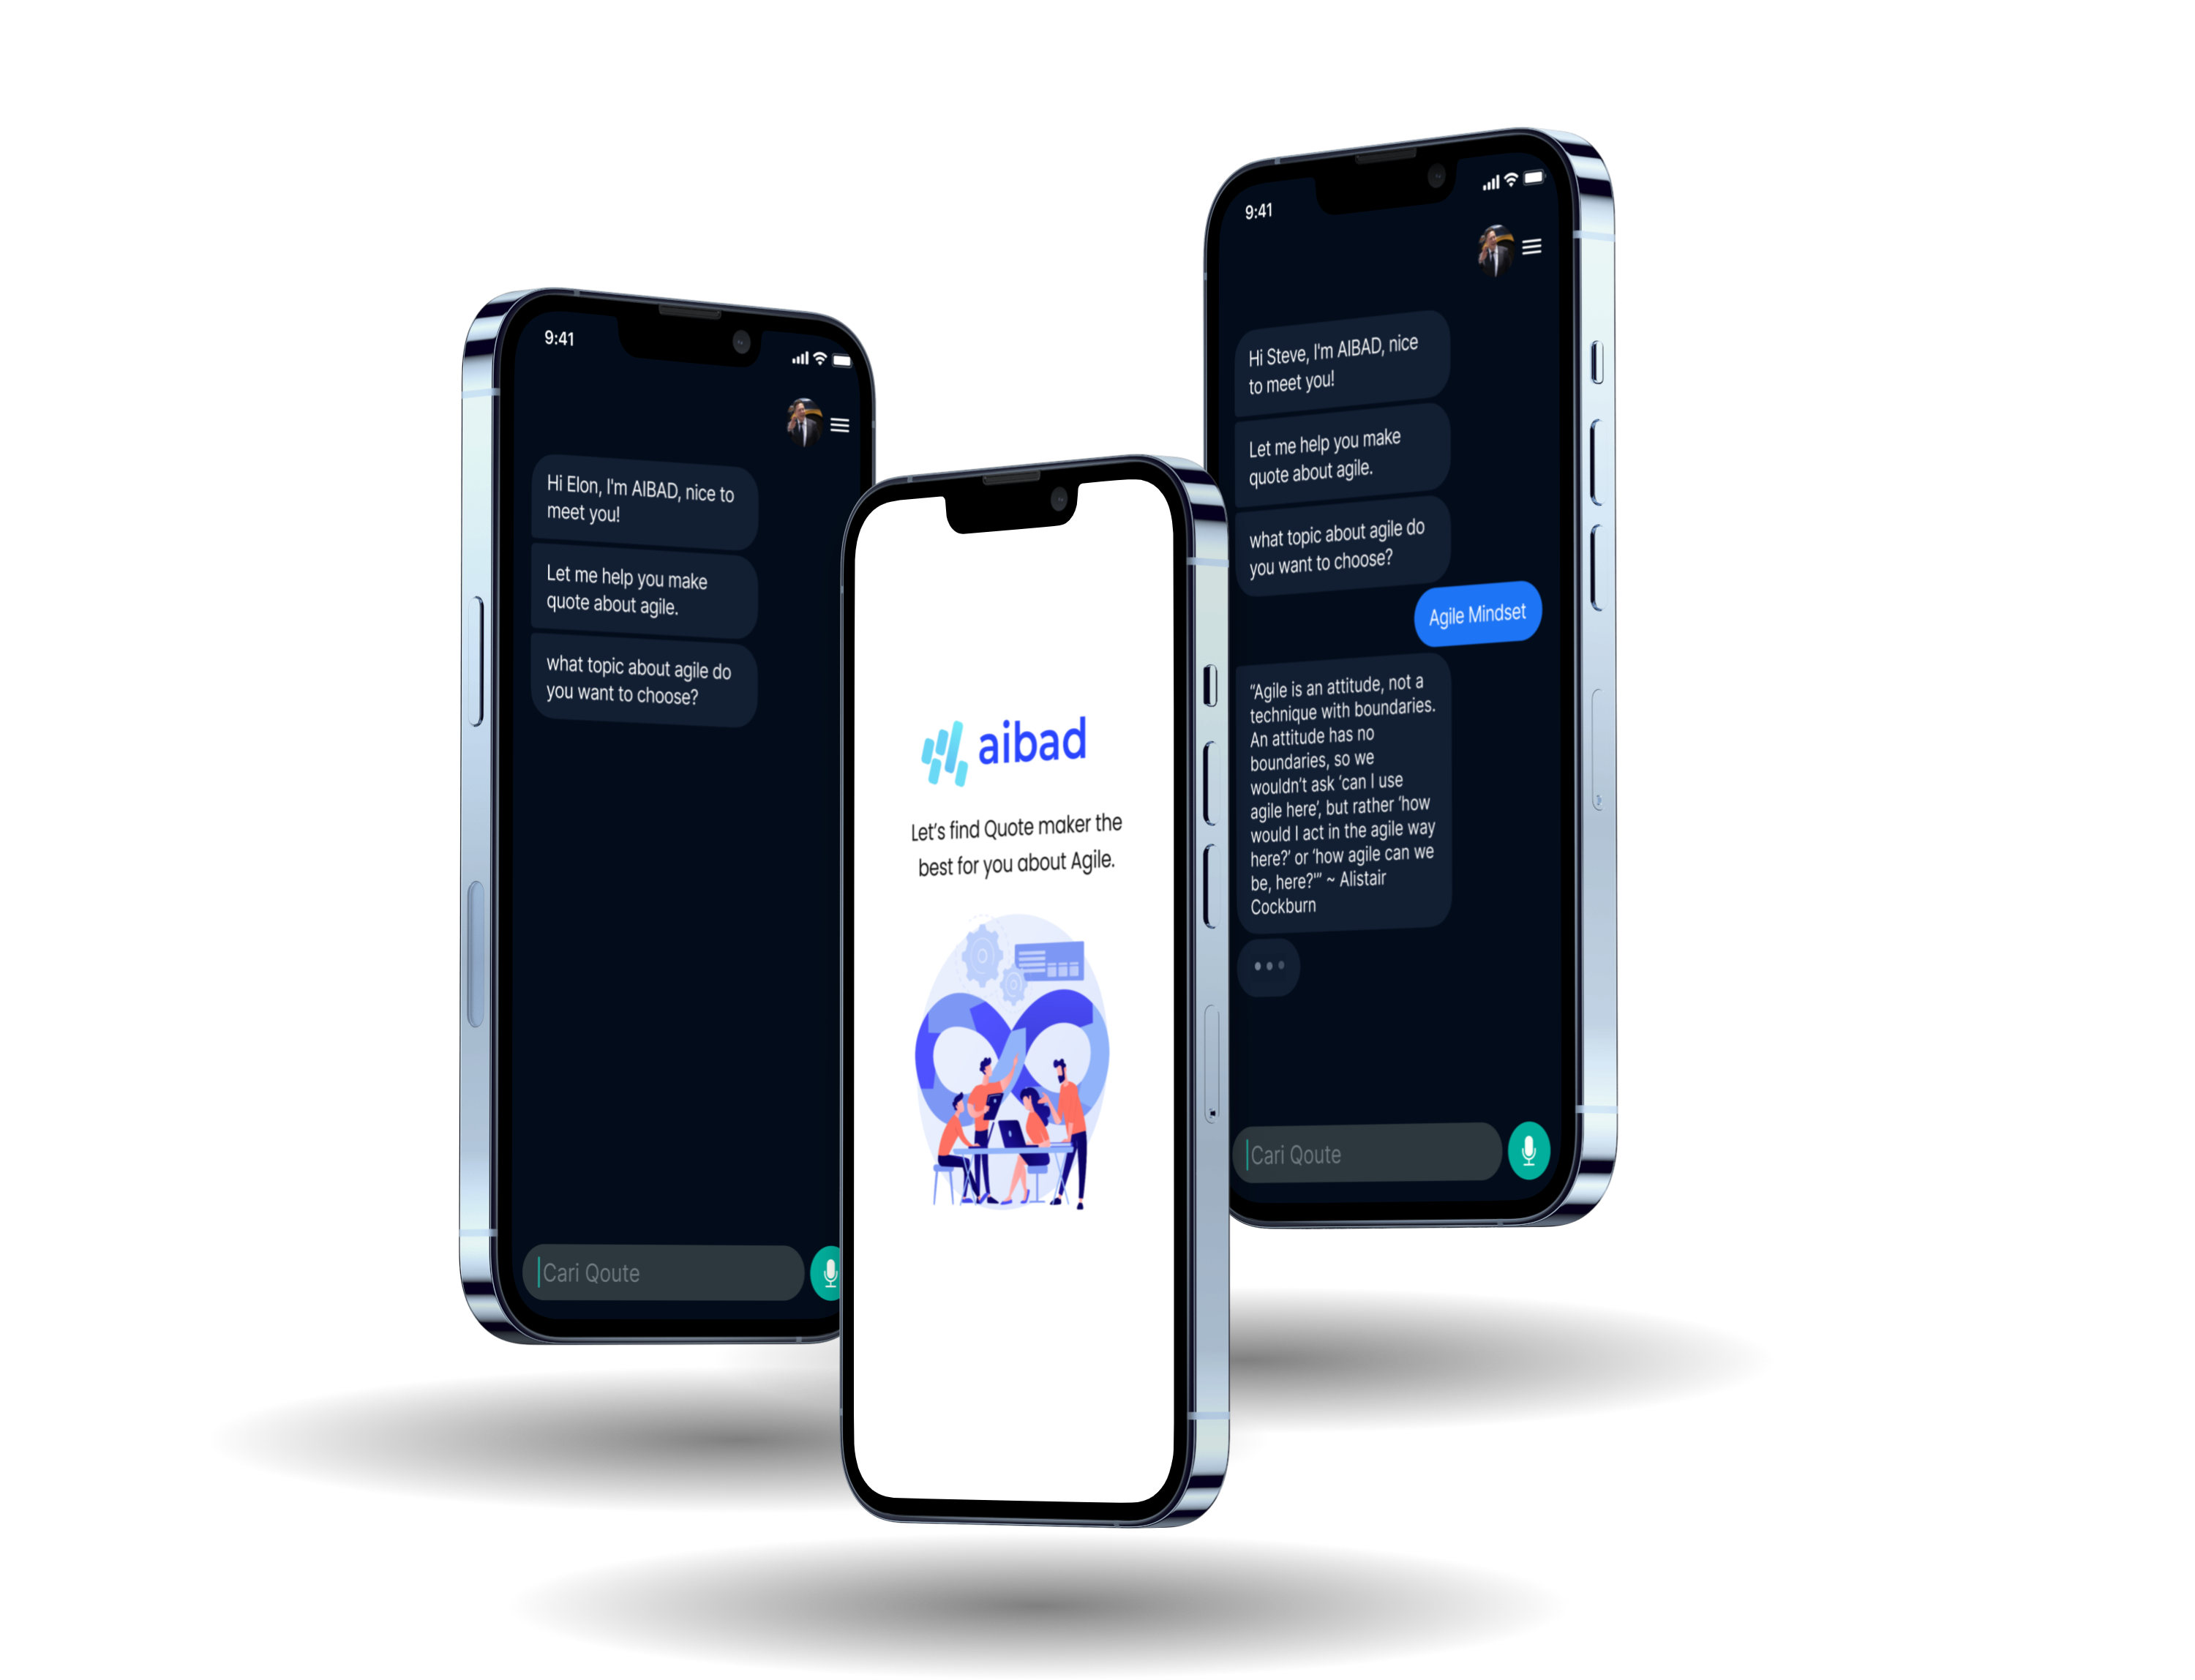 9:41
Hi Elon, I'm AIBAD, nice to
meet you!
Let me help you make
quote about agile.
what topic about agile do
you want to choose?
Cari Qoute
aibad
Let's find Quote maker the
best for you about Agile.
9:41
Hi Steve, I'm AIBAD, nice
to meet you!
Let me help you make
quote about agile.
what topic about agile do
you want to choose?
Agile Mindset
“Agile is an attitude, not a
technique with boundaries.
An attitude has no
boundaries, so we
wouldn’t ask ‘can I use
agile here’, but rather ‘how
would I act in the agile way
here?’ or ‘how agile can we
be, here?’” ~ Alistair
Cockburn
Cari Qoute